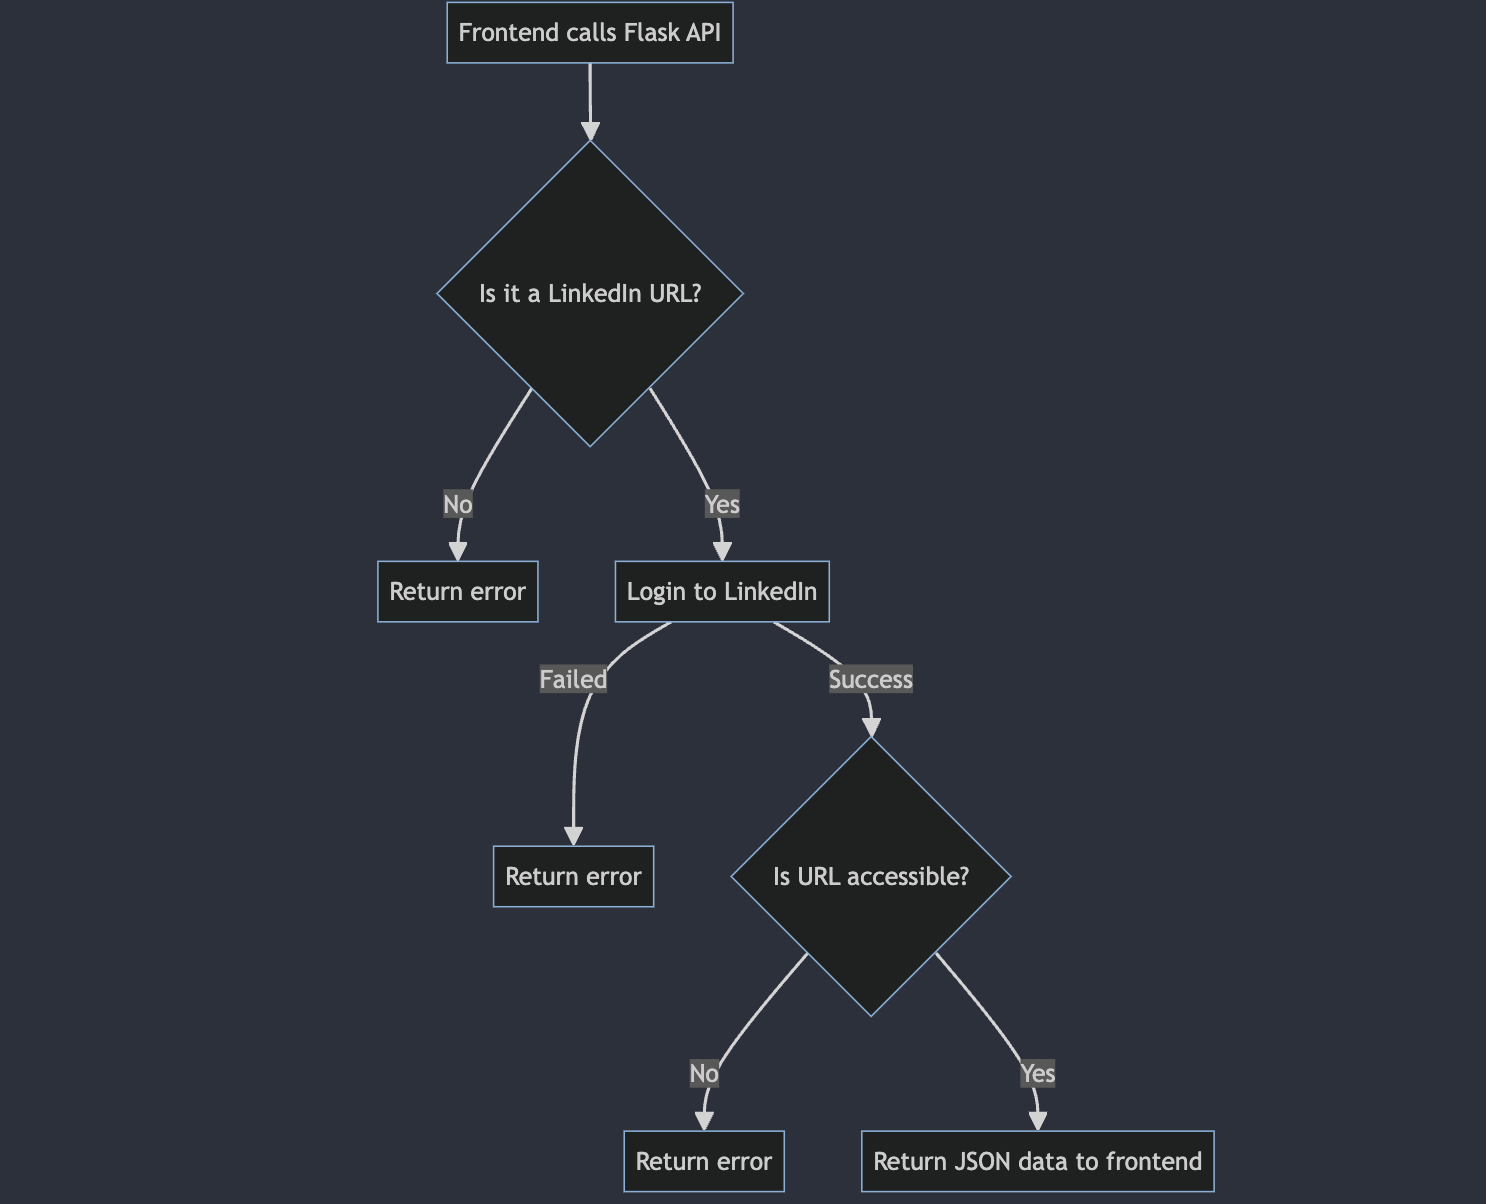 Frontend calls Flask API
Is it a LinkedIn URL?
No
Yes
Return error
Login to LinkedIn
Failed
Success
Return error
Is URL accessible?
No
Yes
Return error
Return JSON data to frontend